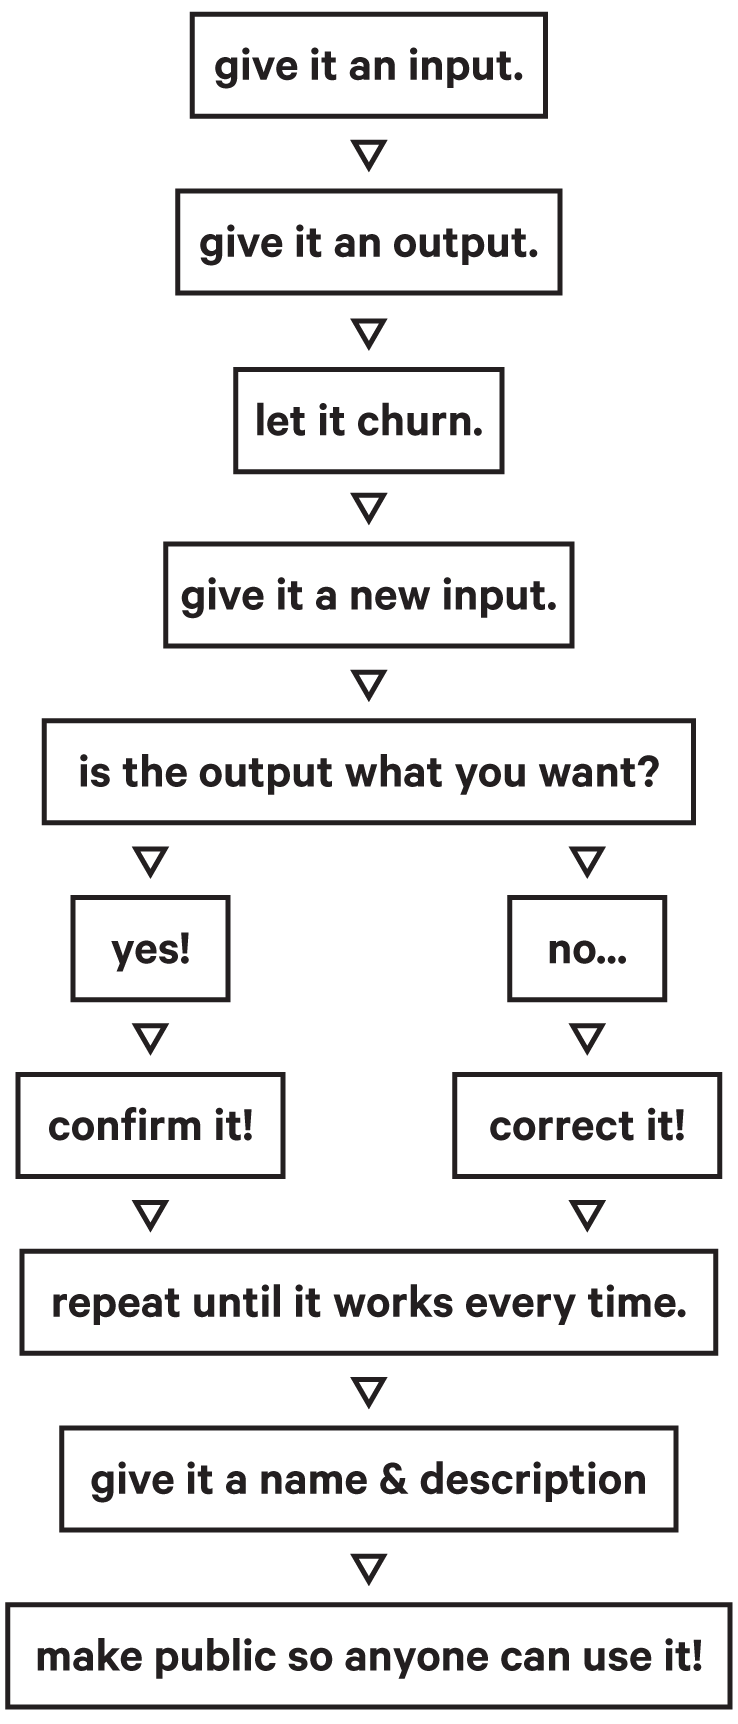 give it an input.
give it an output.
let it churn.
give it a new input.
is the output what you want?
yes!
no...
confirm it!
correct it!
repeat until it works every time.
give it a name & description
make public so anyone can use it!